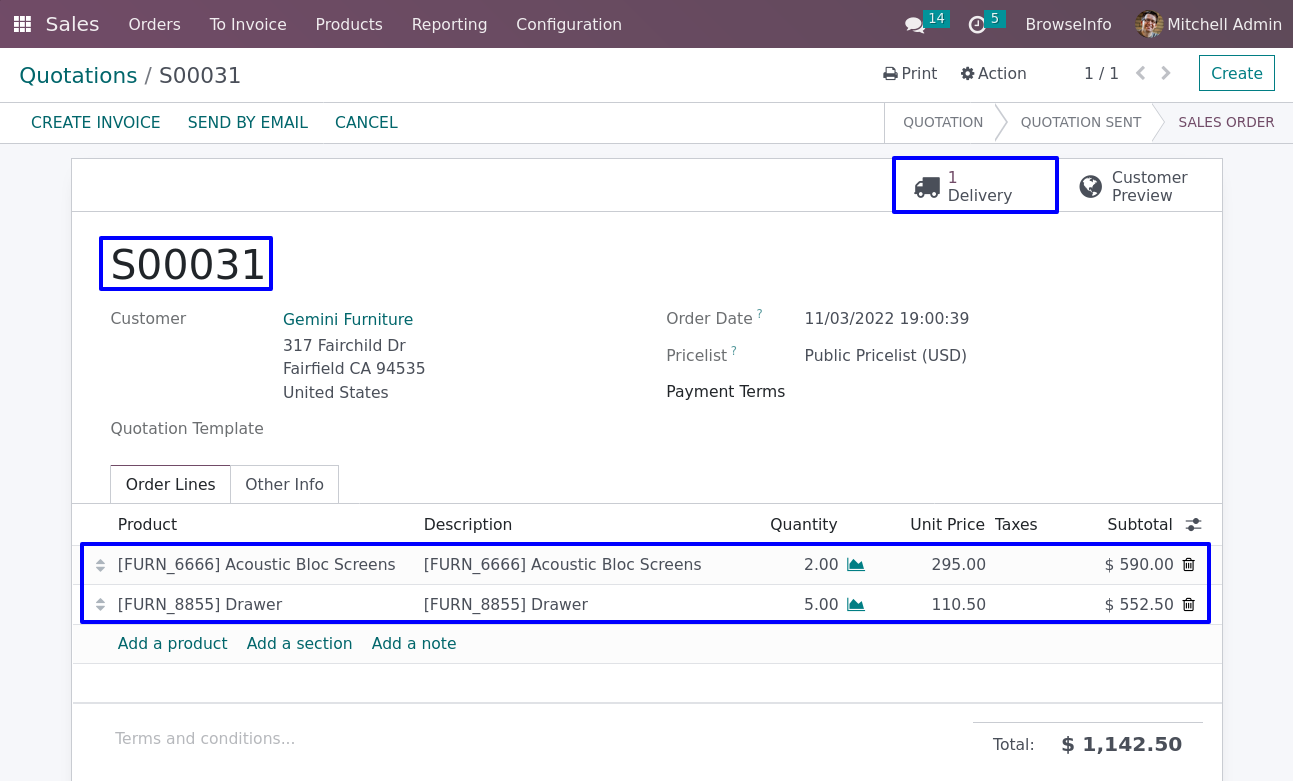 Sales Orders To Invoice Products Reporting Configuration 14 5 BrowseInfo Mitchell Admin
Quotations / S00031 Print Action 1 / 1 Create
CREATE INVOICE SEND BY EMAIL CANCEL QUOTATION QUOTATION SENT SALES ORDER
1 Customer
Delivery Preview
S00031
Customer Gemini Furniture Order Date ? 11/03/2022 19:00:39
317 Fairchild Dr
Fairfield CA 94535 Pricelist ? Public Pricelist (USD)
United States Payment Terms
Quotation Template
Order Lines Other Info
Product Description Quantity Unit Price Taxes Subtotal
[FURN_6666] Acoustic Bloc Screens [FURN_6666] Acoustic Bloc Screens 2.00 295.00 $ 590.00
[FURN_8855] Drawer [FURN_8855] Drawer 5.00 110.50 $ 552.50
Add a product Add a section Add a note
Terms and conditions... Total: $ 1,142.50